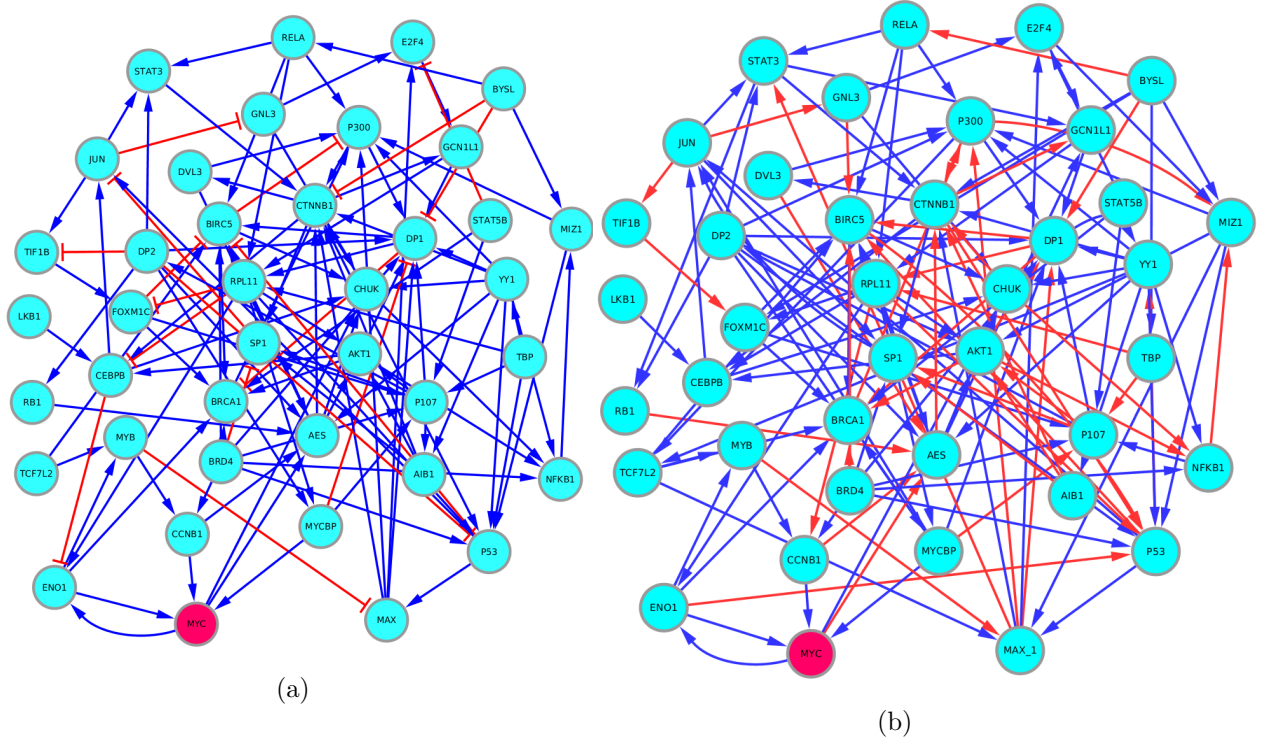 RELA
E2F4
STAT3
BYSL
GNL3
P300
GCN1L1
JUN
DVL3
CTNNB1
BIRC5
STAT5B
MIZ1
DP1
TIF1B
DP2
RPL11
CHUK
YY1
LKB1
FOXM1C
SP1
AKT1
TBP
CEBPB
RB1
BRCA1
P107
MYB
AES
TCF7L2
BRD4
AIB1
NFKB1
CCNB1
MYCBP
P53
ENO1
MYC
MAX
(a)
RELA
E2F4
STAT3
BYSL
GNL3
P300
GCN1L1
JUN
DVL3
CTNNB1
STAT5B
TIF1B
BIRC5
MIZ1
DP2
DP1
YY1
RPL11
CHUK
LKB1
FOXM1C
SP1
AKT1
TBP
CEBPB
RB1
BRCA1
P107
MYB
AES
TCF7L2
NFKB1
BRD4
AIB1
CCNB1
MYCBP
P53
ENO1
MYC
MAX_1
(b)